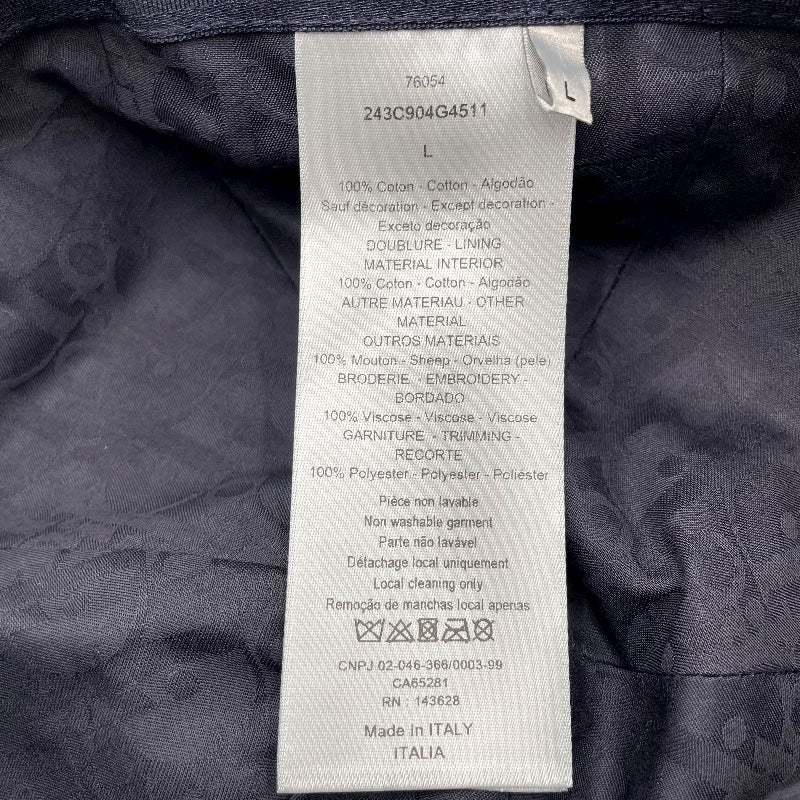 76054
243C904G4511
L
L
100% Coton - Cotton - Algodão
Sauf décoration - Except decoration -
Exceto decoração
DOUBLURE - LINING
MATERIAL INTERIOR
100% Coton - Cotton - Algodão
AUTRE MATERIAU - OTHER
MATERIAL
OUTROS MATERIAIS
100% Mouton - Sheep - Orvelha (pele)
BRODERIE - EMBROIDERY -
BORDADO
100% Viscose - Viscose - Viscose
GARNITURE - TRIMMING -
RECORTE
100% Polyester - Polyester - Poliéster
Pièce non lavable
Non washable garment
Parte não lavável
Détachage local uniquement
Local cleaning only
Remoção de manchas local apenas
CNPJ 02-046-366/0003-99
CA65281
RN : 143628
Made In ITALY
ITALIA